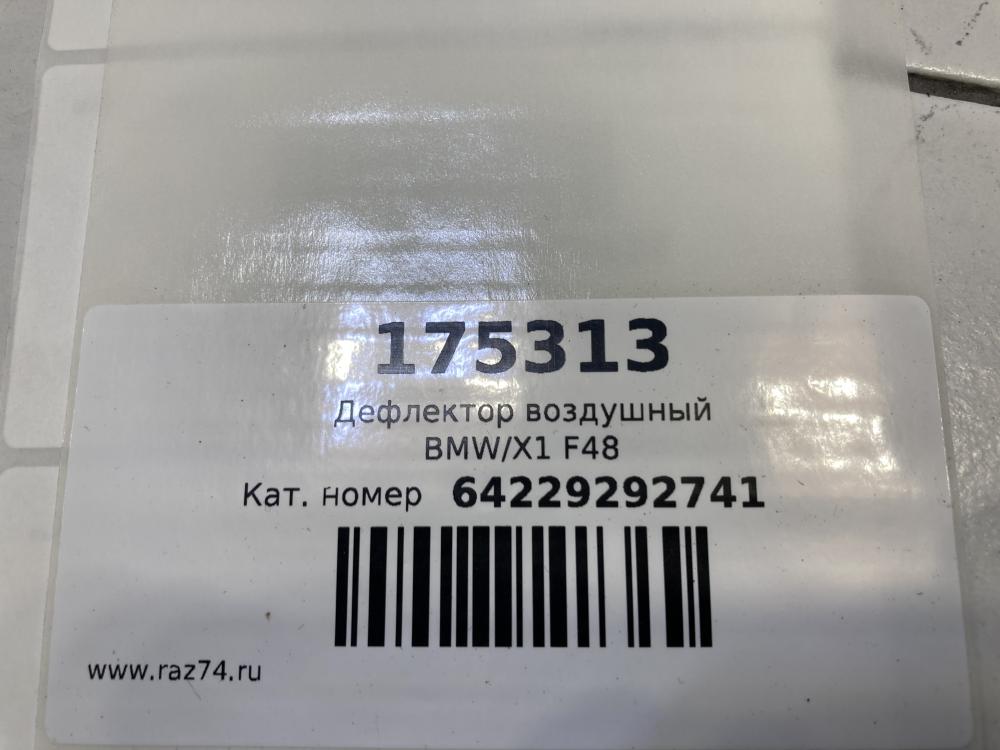 175313
Дефлектор воздушный
BMW/X1 F48
Кат. номер 64229292741
www.raz74.ru